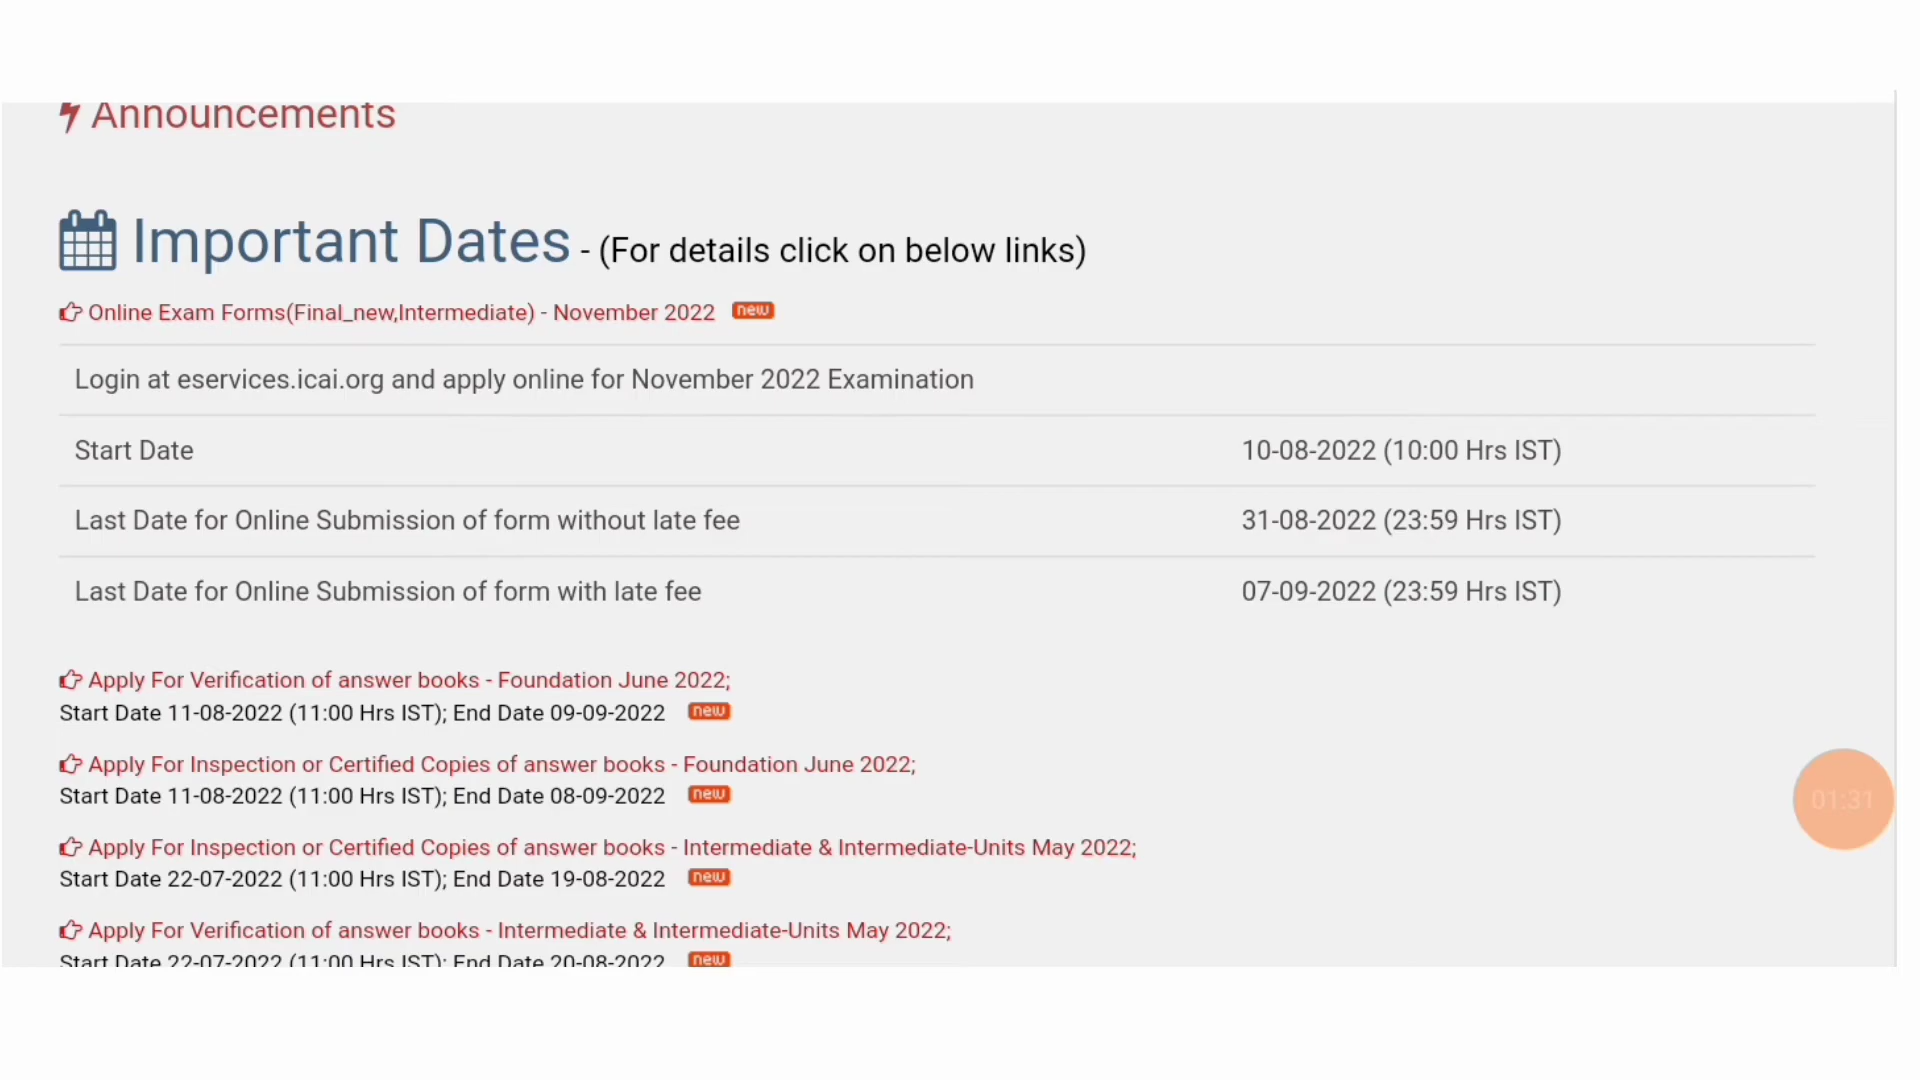 Announcements
Important Dates - (For details click on below links)
Online Exam Forms(Final_new,Intermediate) - November 2022 new
Login at eservices.icai.org and apply online for November 2022 Examination
Start Date 10-08-2022 (10:00 Hrs IST)
Last Date for Online Submission of form without late fee 31-08-2022 (23:59 Hrs IST)
Last Date for Online Submission of form with late fee 07-09-2022 (23:59 Hrs IST)
Apply For Verification of answer books - Foundation June 2022;
Start Date 11-08-2022 (11:00 Hrs IST); End Date 09-09-2022 new
Apply For Inspection or Certified Copies of answer books - Foundation June 2022;
Start Date 11-08-2022 (11:00 Hrs IST); End Date 08-09-2022 new
01:31
Apply For Inspection or Certified Copies of answer books - Intermediate & Intermediate-Units May 2022;
Start Date 22-07-2022 (11:00 Hrs IST); End Date 19-08-2022 new
Apply For Verification of answer books - Intermediate & Intermediate-Units May 2022;
Start Date 22-07-2022 (11:00 Hrs IST); End Date 20-08-2022 new